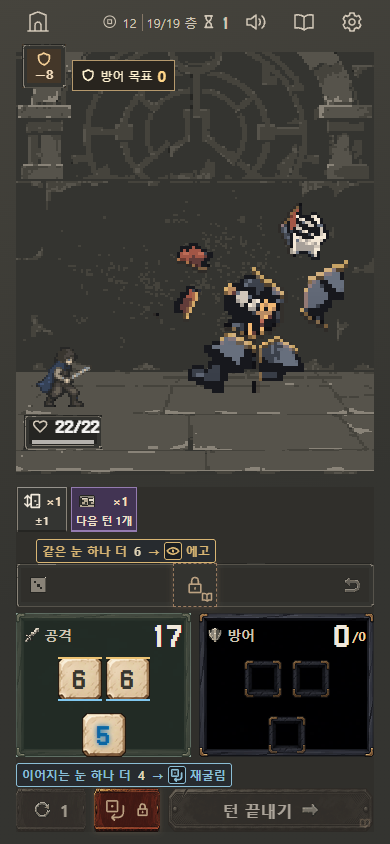 12 | 19/19 층 1
-8
방어 목표 0
22/22
×1
±1
×1
다음 턴 1개
같은 눈 하나 더 6 → 예고
공격 17
방어 0/0
6 6
5
이어지는 눈 하나 더 4 → 재굴림
1
턴 끝내기 ➡